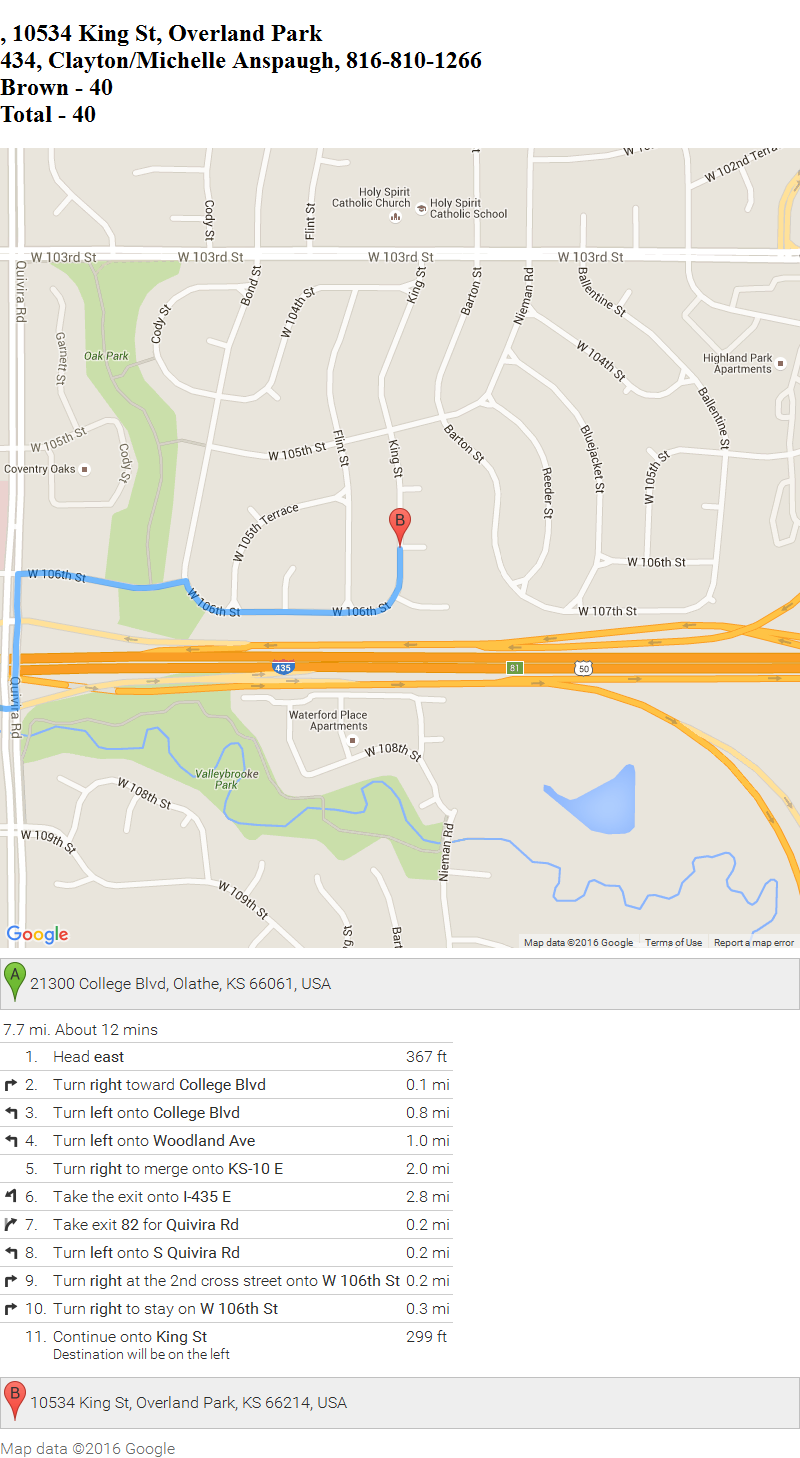 , 10534 King St, Overland Park
434, Clayton/Michelle Anspaugh, 816-810-1266
Brown - 40
Total - 40
W 102nd Terra
Cody St
Flint St
Holy Spirit
Catholic Church
Holy Spirit
Catholic School
W 103rd St
W 103rd St
W 103rd St
W 103rd St
Quivira Rd
Bond St
King St
Barton St
Nieman Rd
Ballentine St
Cody St
W 104th St
Garnett St
Oak Park
W 104th St
Highland Park
Apartments
Ballentine St
W 105th St
Cody St
Coventry Oaks
W 105th St
Flint St
King St
Barton St
Bluejacket St
Reeder St
W 105th St
W 105th Terrace
B
W 106th St
W 106th St
W 106th St
W 106th St
W 107th St
435
81
50
Quivira Rd
Waterford Place
Apartments
W 108th St
Valleybrooke
Park
W 108th St
W 109th St
Nieman Rd
W 109th St
Bart
Google
Map data ©2016 Google
Terms of Use
Report a map error
A
21300 College Blvd, Olathe, KS 66061, USA
7.7 mi. About 12 mins
1. Head east 367 ft
2. Turn right toward College Blvd 0.1 mi
3. Turn left onto College Blvd 0.8 mi
4. Turn left onto Woodland Ave 1.0 mi
5. Turn right to merge onto KS-10 E 2.0 mi
6. Take the exit onto I-435 E 2.8 mi
7. Take exit 82 for Quivira Rd 0.2 mi
8. Turn left onto S Quivira Rd 0.2 mi
9. Turn right at the 2nd cross street onto W 106th St 0.2 mi
10. Turn right to stay on W 106th St 0.3 mi
11. Continue onto King St 299 ft
Destination will be on the left
B
10534 King St, Overland Park, KS 66214, USA
Map data ©2016 Google